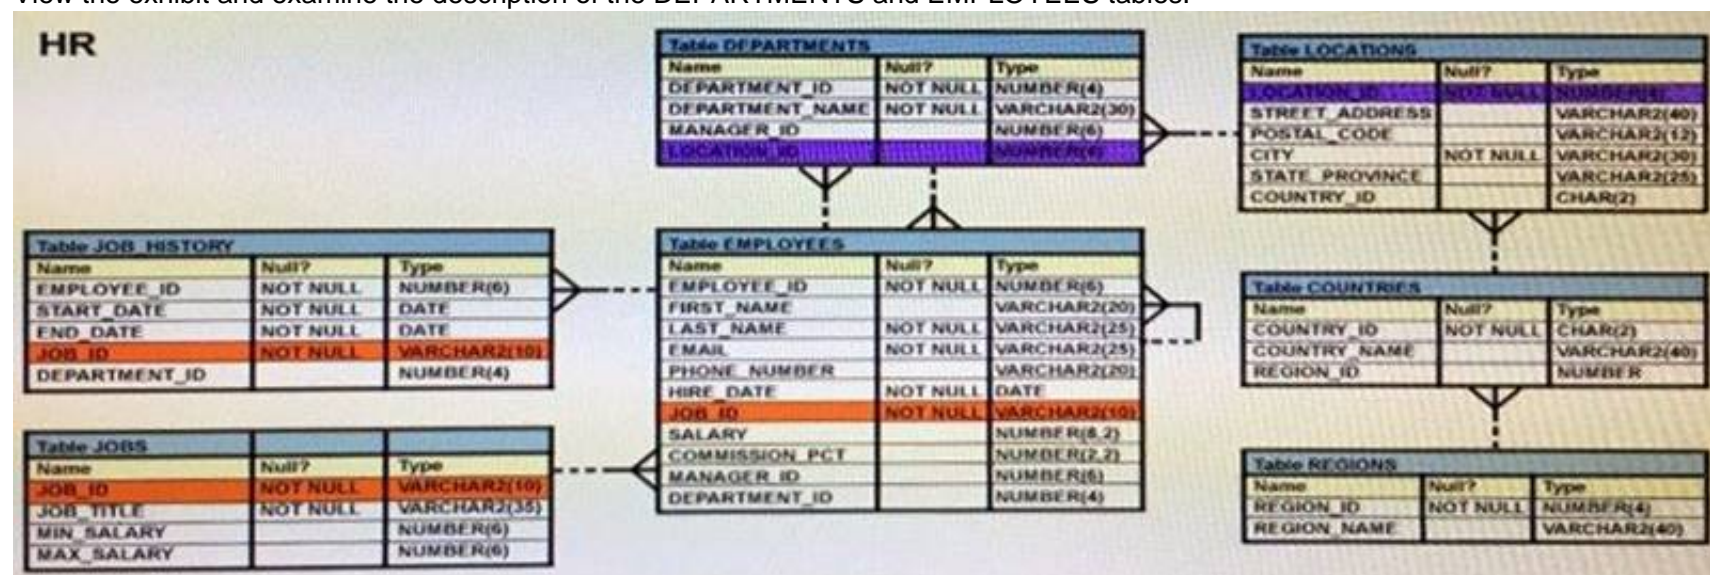 View the exhibit and examine the description of the DEPARTMENTS and EMPLOYEES tables.
HR
Table DEPARTMENTS
Name Null? Type
DEPARTMENT_ID NOT NULL NUMBER(4)
DEPARTMENT_NAME NOT NULL VARCHAR2(30)
MANAGER_ID NUMBER(6)
LOCATION_ID NUMBER(4)
Table LOCATIONS
Name Null? Type
LOCATION_ID NOT NULL NUMBER(4)
STREET_ADDRESS VARCHAR2(40)
POSTAL_CODE VARCHAR2(12)
CITY NOT NULL VARCHAR2(30)
STATE_PROVINCE VARCHAR2(25)
COUNTRY_ID CHAR(2)
Table JOB_HISTORY
Name Null? Type
EMPLOYEE_ID NOT NULL NUMBER(6)
START_DATE NOT NULL DATE
END_DATE NOT NULL DATE
JOB_ID NOT NULL VARCHAR2(10)
DEPARTMENT_ID NUMBER(4)
Table EMPLOYEES
Name Null? Type
EMPLOYEE_ID NOT NULL NUMBER(6)
FIRST_NAME VARCHAR2(20)
LAST_NAME NOT NULL VARCHAR2(25)
EMAIL NOT NULL VARCHAR2(25)
PHONE_NUMBER VARCHAR2(20)
HIRE_DATE NOT NULL DATE
JOB_ID NOT NULL VARCHAR2(10)
SALARY NUMBER(8,2)
COMMISSION_PCT NUMBER(2,2)
MANAGER_ID NUMBER(6)
DEPARTMENT_ID NUMBER(4)
Table COUNTRIES
Name Null? Type
COUNTRY_ID NOT NULL CHAR(2)
COUNTRY_NAME VARCHAR2(40)
REGION_ID NUMBER
Table JOBS
Name Null? Type
JOB_ID NOT NULL VARCHAR2(10)
JOB_TITLE NOT NULL VARCHAR2(35)
MIN_SALARY NUMBER(6)
MAX_SALARY NUMBER(6)
Table REGIONS
Name Null? Type
REGION_ID NOT NULL NUMBER(4)
REGION_NAME VARCHAR2(40)